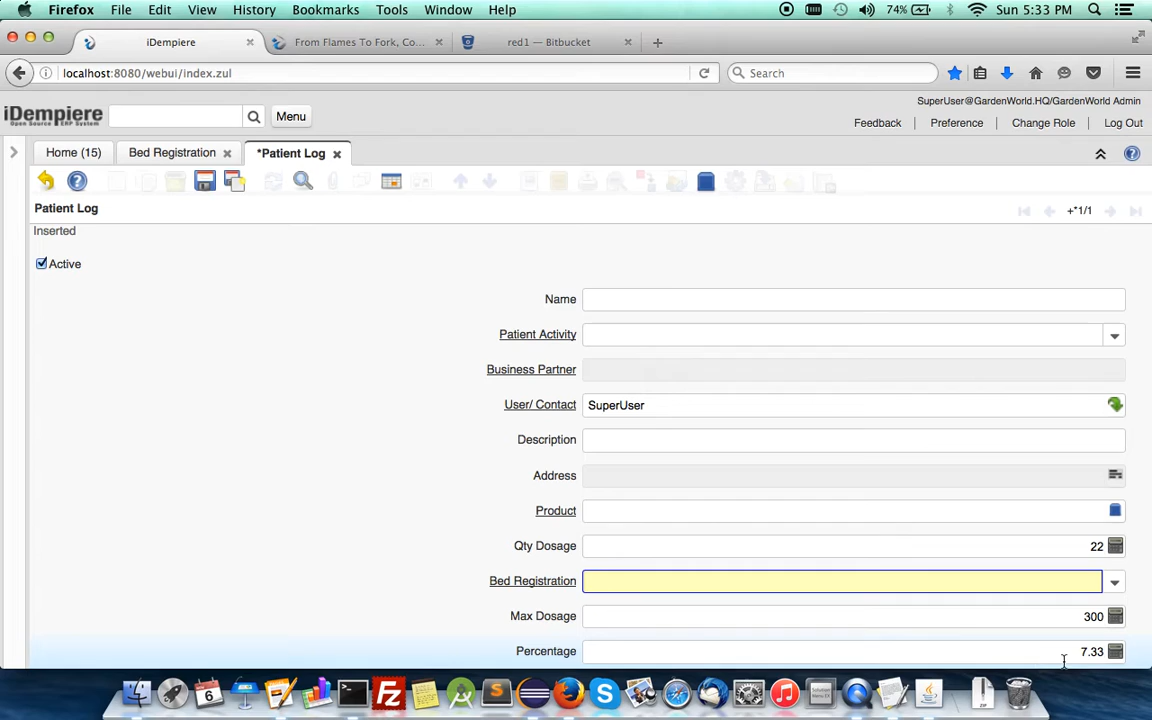 Firefox File Edit View History Bookmarks Tools Window Help 74% Sun 5:33 PM
iDempiere From Flames To Fork, Co... red1 — Bitbucket
localhost:8080/webui/index.zul Search
SuperUser@GardenWorld.HQ/GardenWorld Admin
iDempiere Menu
Open Source ERP System
Feedback Preference Change Role Log Out
Home (15) Bed Registration *Patient Log
Patient Log +*1/1
Inserted
Active
Name
Patient Activity
Business Partner
User/ Contact SuperUser
Description
Address
Product
Qty Dosage 22
Bed Registration
Max Dosage 300
Percentage 7.33